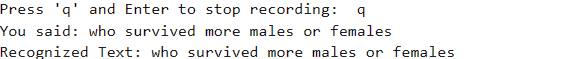 Press 'q' and Enter to stop recording:  q
You said: who survived more males or females
Recognized Text: who survived more males or females